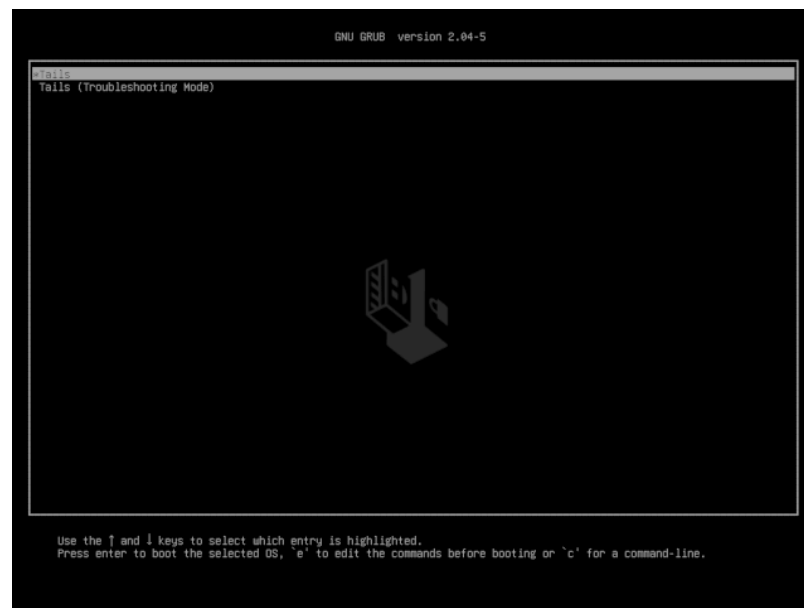 GNU GRUB version 2.04-5
*Tails
Tails (Troubleshooting Mode)
Use the ↑ and ↓ keys to select which entry is highlighted.
Press enter to boot the selected OS, `e' to edit the commands before booting or `c' for a command-line.